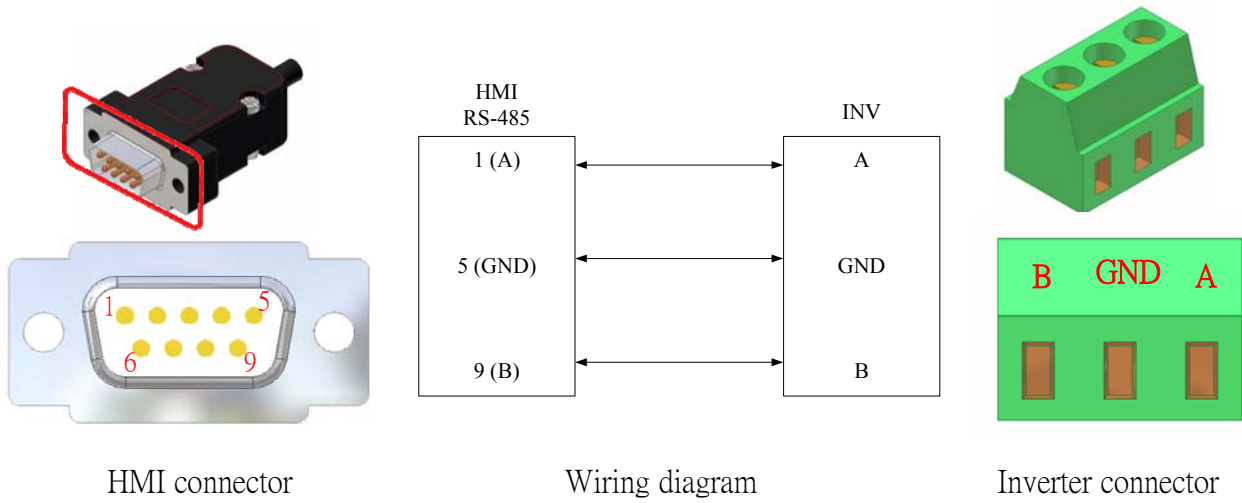 1
5
6
9
HMI connector
HMI
RS-485
INV
1 (A)
A
5 (GND)
GND
9 (B)
B
Wiring diagram
B GND A
Inverter connector